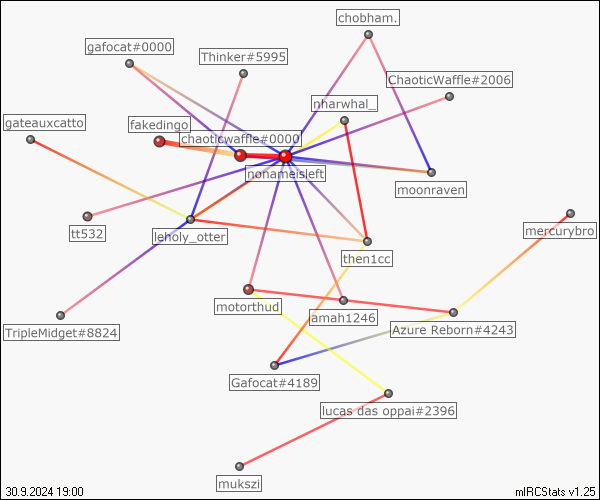 chobham.
gafocat#0000
Thinker#5995
ChaoticWaffle#2006
nharwhal_
gateauxcatto
fakedingo
chaoticwaffle#0000
nonameisleft
moonraven
tt532
leholy_otter
mercurybro
then1cc
motorthud
amah1246
TripleMidget#8824
Azure Reborn#4243
Gafocat#4189
lucas das oppai#2396
mukszi
30.9.2024 19:00
mIRCStats v1.25